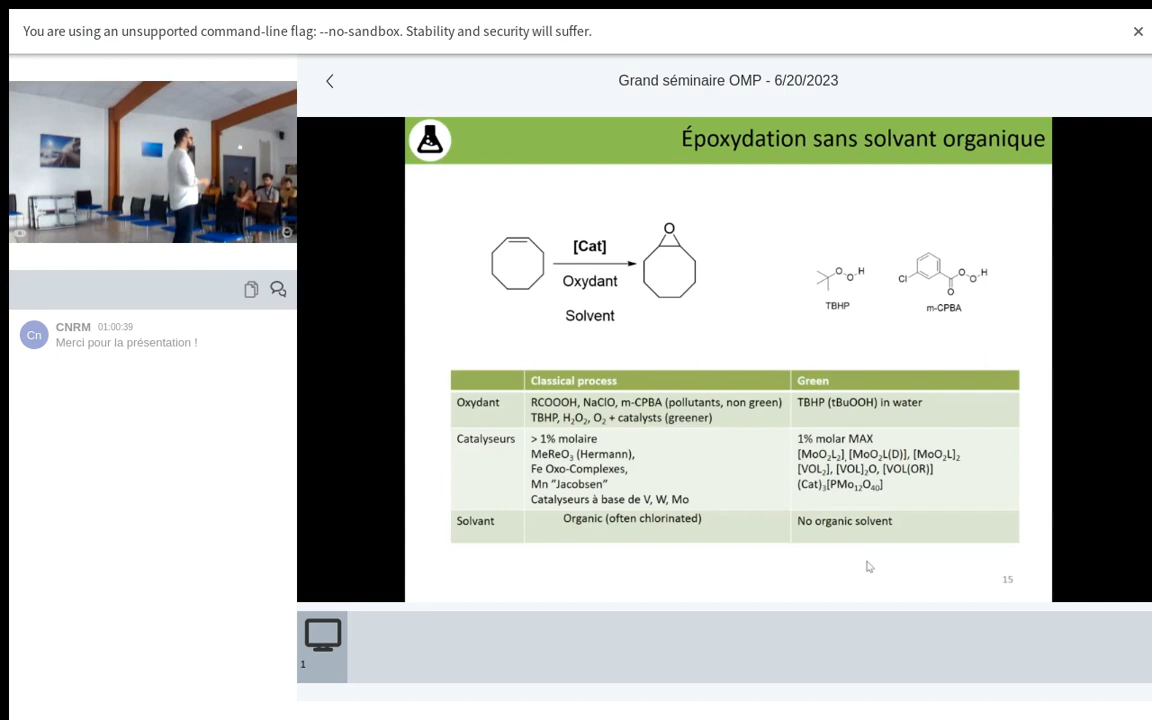 You are using an unsupported command-line flag: --no-sandbox. Stability and security will suffer.
Grand séminaire OMP - 6/20/2023
Cn
CNRM 01:00:39
Merci pour la présentation !
Époxydation sans solvant organique
[Cat]
Oxydant
Solvent
O
O O H
TBHP
Cl O O H
O
m-CPBA
Classical process Green
Oxydant
RCOOOH, NaClO, m-CPBA (pollutants, non green)
TBHP, H₂O₂, O₂ + catalysts (greener)
TBHP (tBuOOH) in water
Catalyseurs
> 1% molaire
MeReO₃ (Hermann),
Fe Oxo-Complexes,
Mn "Jacobsen"
Catalyseurs à base de V, W, Mo
1% molar MAX
[MoO₂L₂], [MoO₂L(D)], [MoO₂L]₂
[VOL₂], [VOL]₂O, [VOL(OR)]
(Cat)₃[PMo₁₂O₄₀]
Solvant
Organic (often chlorinated)
No organic solvent
15
1